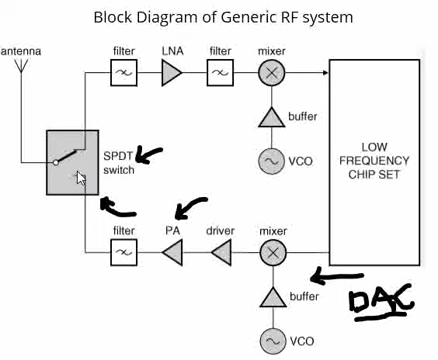 Block Diagram of Generic RF system
antenna
filter LNA filter mixer
buffer
VCO
SPDT
switch
LOW
FREQUENCY
CHIP SET
filter PA driver mixer
buffer
DAC
VCO